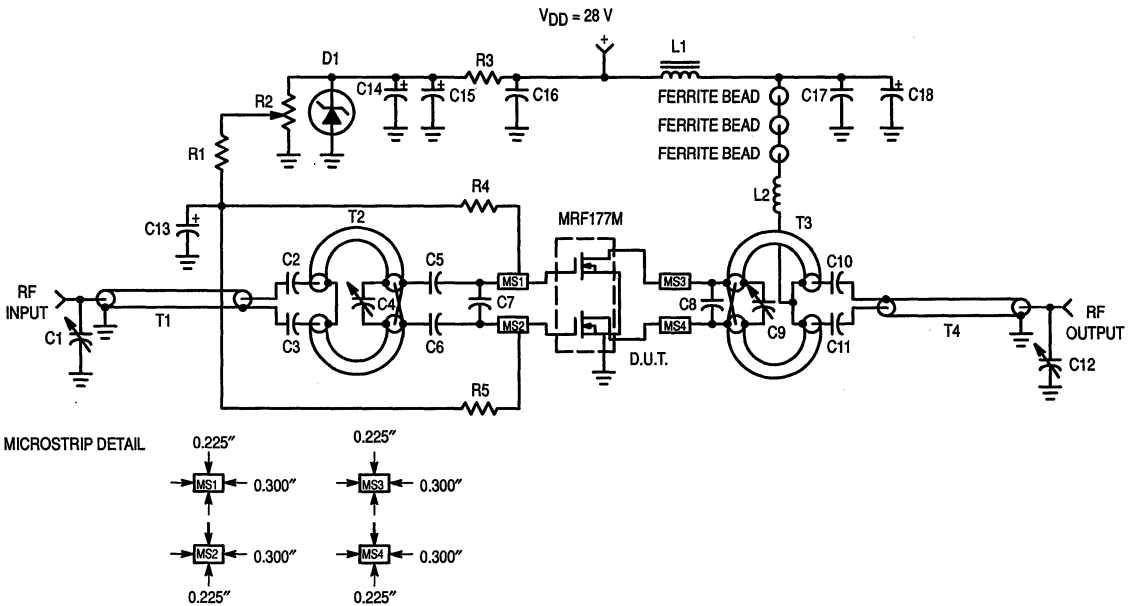 V_DD = 28 V
+
L1
D1
R3
C14 +
+ C15
C16
FERRITE BEAD
C17
+ C18
R2
FERRITE BEAD
FERRITE BEAD
R1
L2
R4
MRF177M
T3
C13 +
T2
C2
C5
C10
MS1
MS3
RF
INPUT
C4
C7
C8
RF
OUTPUT
T1
C9
T4
C1
C3
C6
MS2
MS4
C11
D.U.T.
C12
R5
MICROSTRIP DETAIL
0.225"
0.225"
MS1
0.300"
MS3
0.300"
MS2
0.300"
MS4
0.300"
0.225"
0.225"